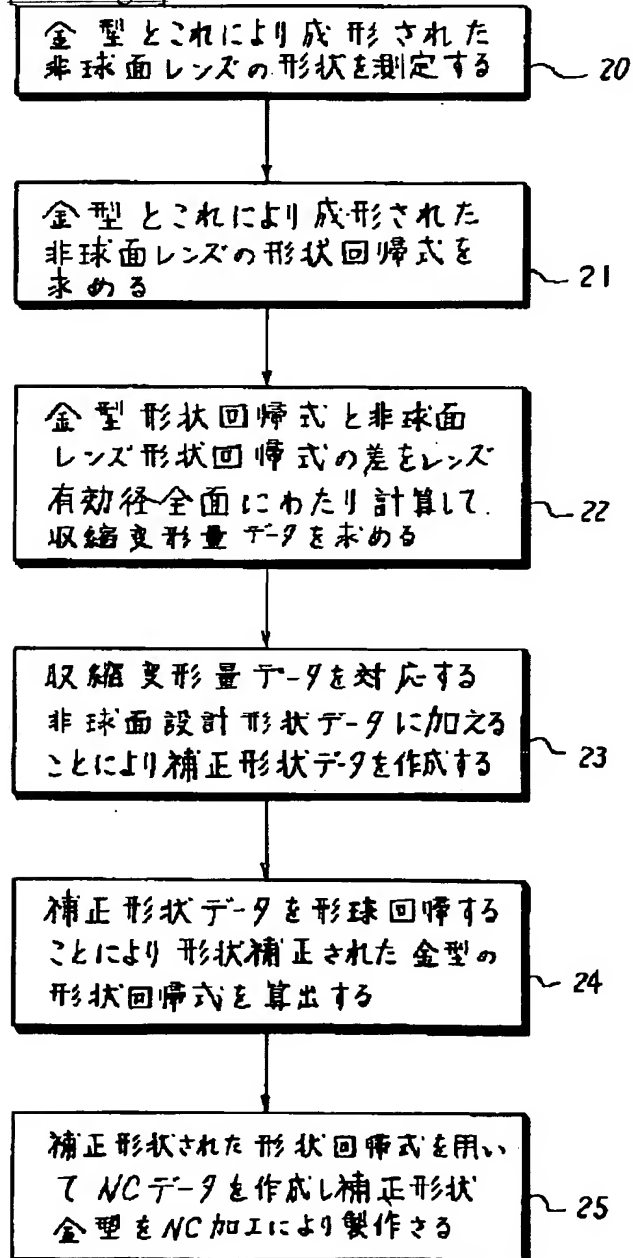 金型とこれにより成形された
非球面レンズの形状を測定する
20
金型とこれにより成形された
非球面レンズの形状回帰式を
求める
21
金型形状回帰式と非球面
レンズ形状回帰式の差をレンズ
有効径全面にわたり計算して
収縮変形量データを求める
22
収縮変形量データを対応する
非球面設計形状データに加える
ことにより補正形状データを作成する
23
補正形状データを形球回帰する
ことにより形状補正された金型の
形状回帰式を算出する
24
補正形状された形状回帰式を用い
てNCデータを作成し補正形状
金型をNC加工により製作さる
25